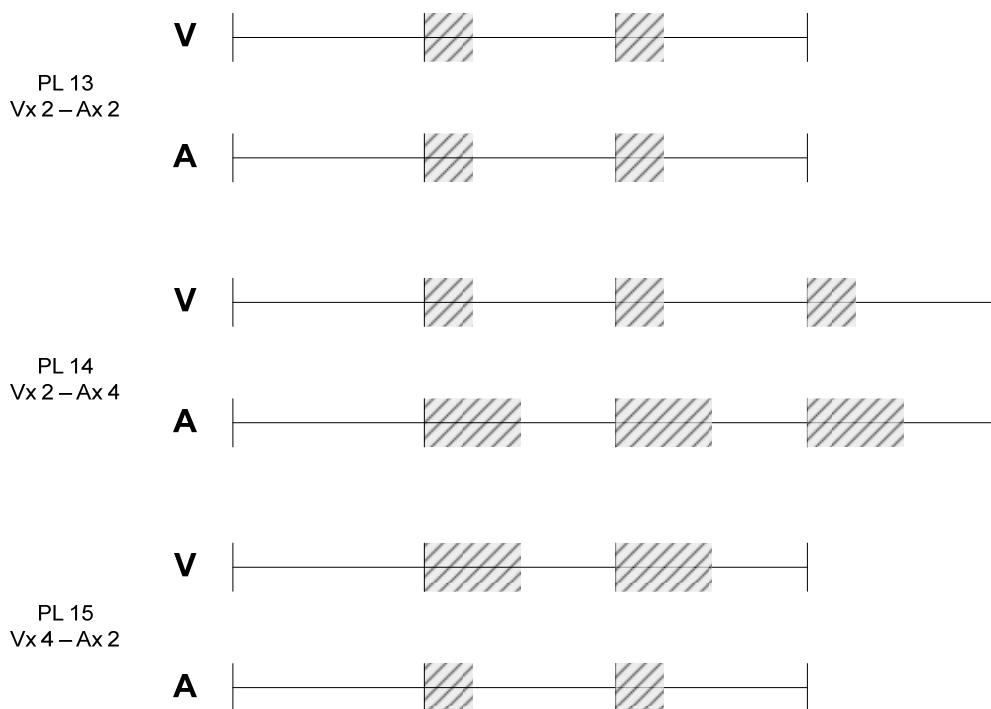 V
PL 13
Vx 2 – Ax 2
A
V
PL 14
Vx 2 – Ax 4
A
V
PL 15
Vx 4 – Ax 2
A